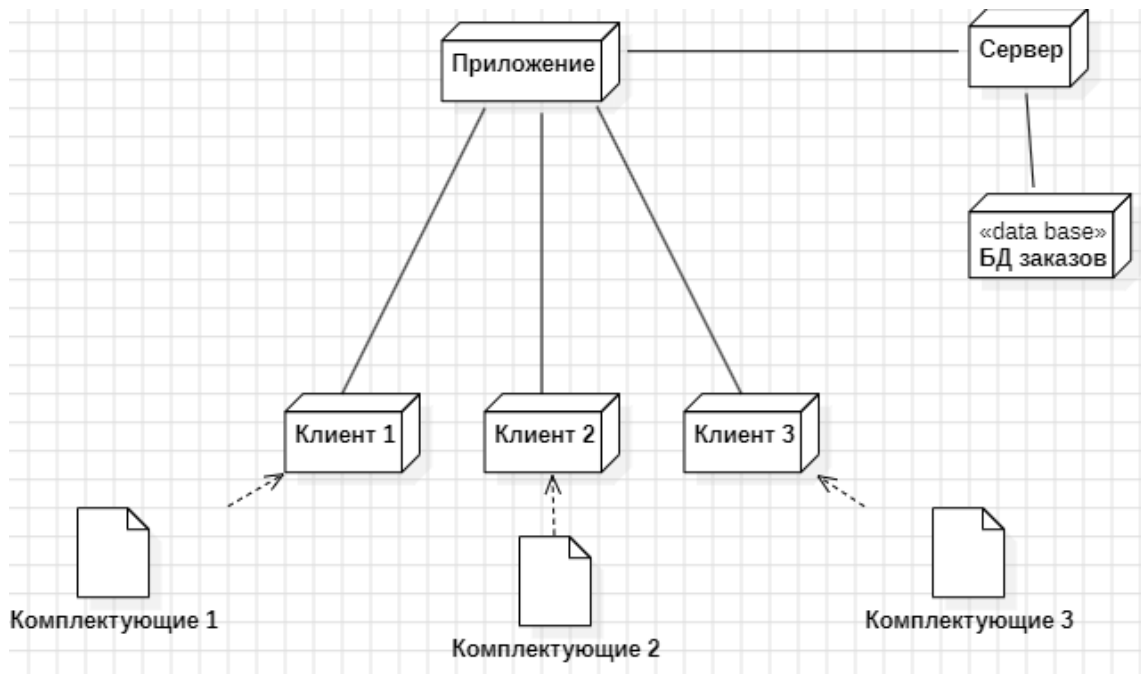 Приложение
Сервер
«data base»
БД заказов
Клиент 1
Клиент 2
Клиент 3
Комплектующие 1
Комплектующие 2
Комплектующие 3